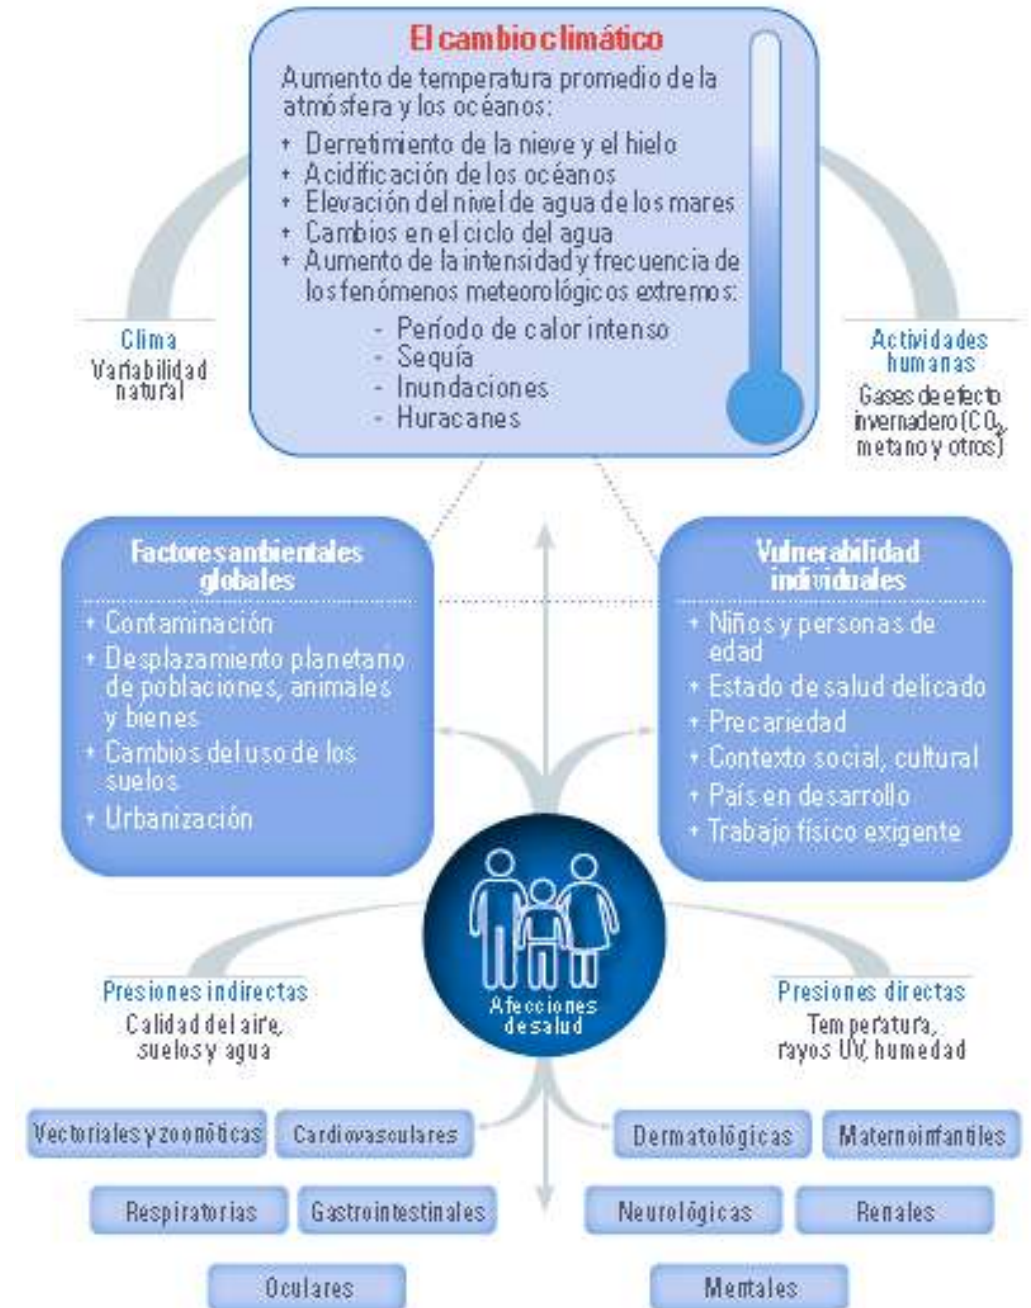 El cambio climático
Aumento de temperatura promedio de la
atmósfera y los océanos:
+ Derretimiento de la nieve y el hielo
+ Acidificación de los océanos
+ Elevación del nivel de agua de los mares
+ Cambios en el ciclo del agua
+ Aumento de la intensidad y frecuencia de
los fenómenos meteorológicos extremos:
- Período de calor intenso
- Sequía
- Inundaciones
- Huracanes
Clima
Variabilidad
natural
Actividades
humanas
Gases de efecto
invernadero (CO₂,
metano y otros)
Factores ambientales
globales
+ Contaminación
+ Desplazamiento planetario
de poblaciones, animales
y bienes
+ Cambios del uso de los
suelos
+ Urbanización
Vulnerabilidad
individuales
+ Niños y personas de
edad
+ Estado de salud delicado
+ Precariedad
+ Contexto social, cultural
+ País en desarrollo
+ Trabajo físico exigente
Afecciones
de salud
Presiones indirectas
Calidad del aire,
suelos y agua
Presiones directas
Temperatura,
rayos UV, humedad
Vectoriales y zoonóticas
Cardiovasculares
Dermatológicas
Maternoinfantiles
Respiratorias
Gastrointestinales
Neurológicas
Renales
Oculares
Mentales